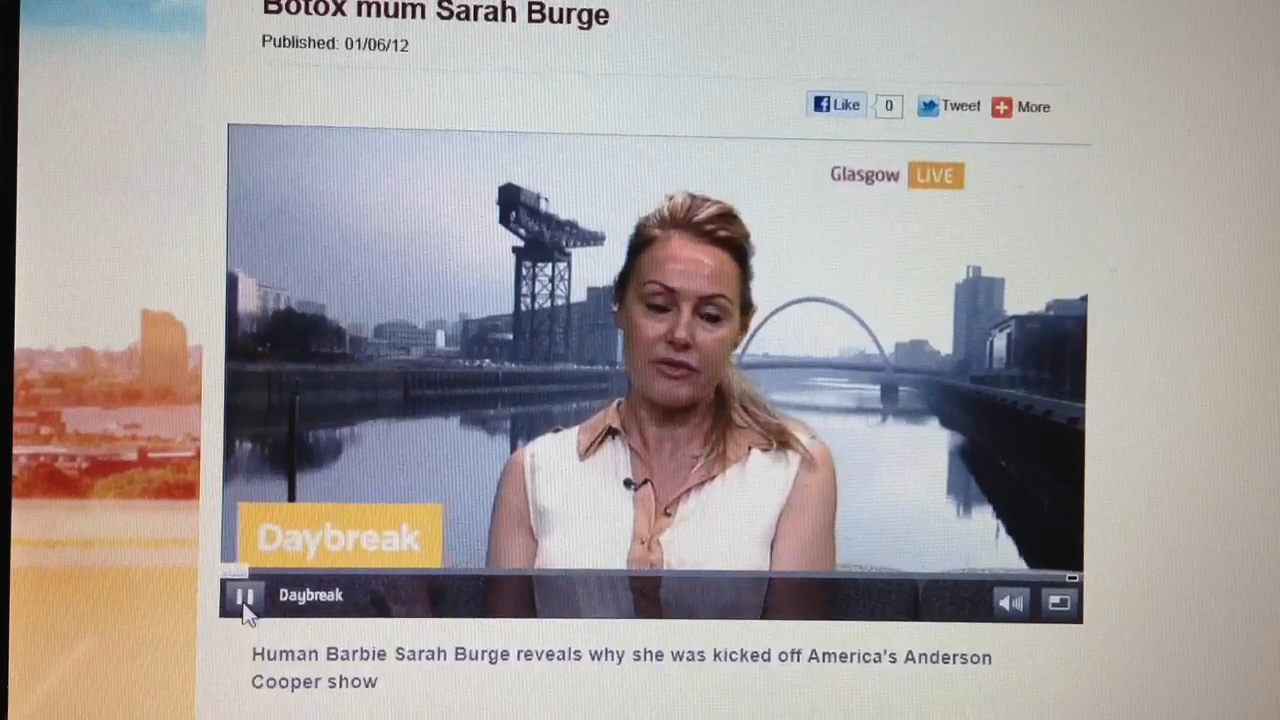 Botox mum Sarah Burge
Published: 01/06/12
Like
0
Tweet
More
Glasgow LIVE
Daybreak
Daybreak
Human Barbie Sarah Burge reveals why she was kicked off America's Anderson
Cooper show